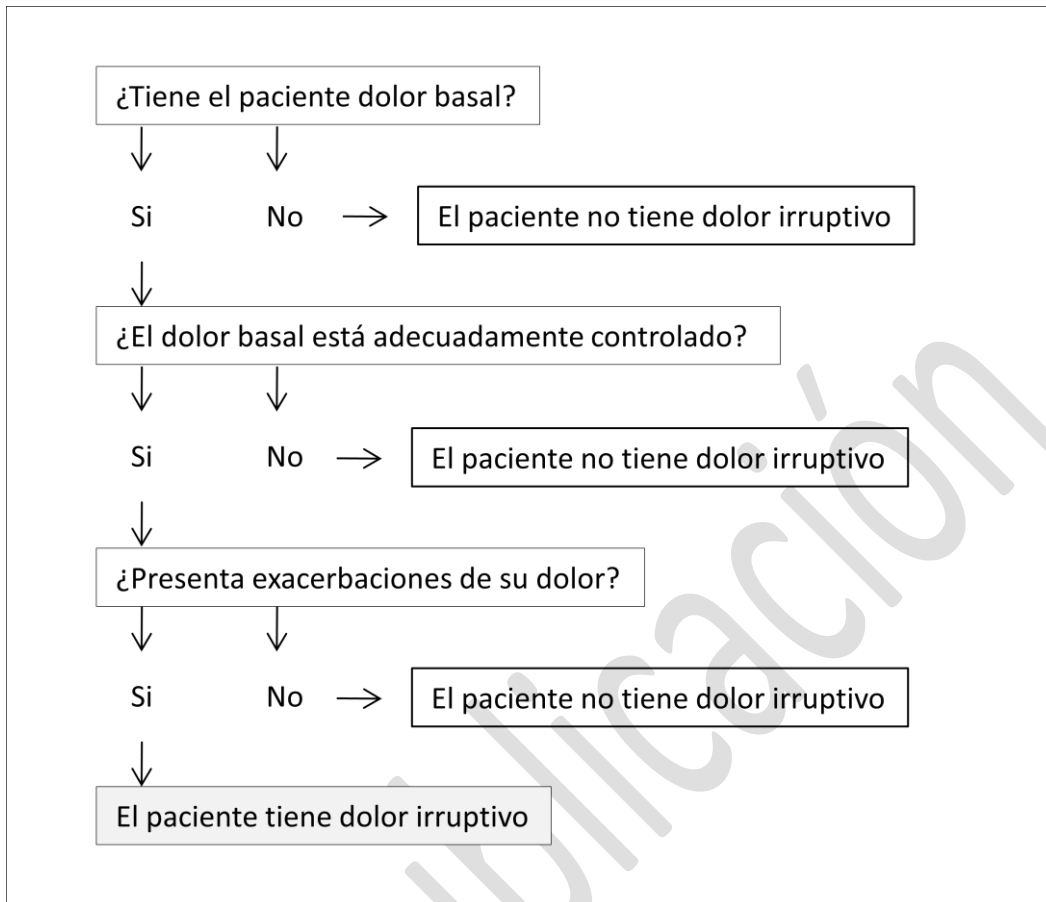 ¿Tiene el paciente dolor basal?
Si No El paciente no tiene dolor irruptivo
¿El dolor basal está adecuadamente controlado?
Si No El paciente no tiene dolor irruptivo
¿Presenta exacerbaciones de su dolor?
Si No El paciente no tiene dolor irruptivo
El paciente tiene dolor irruptivo